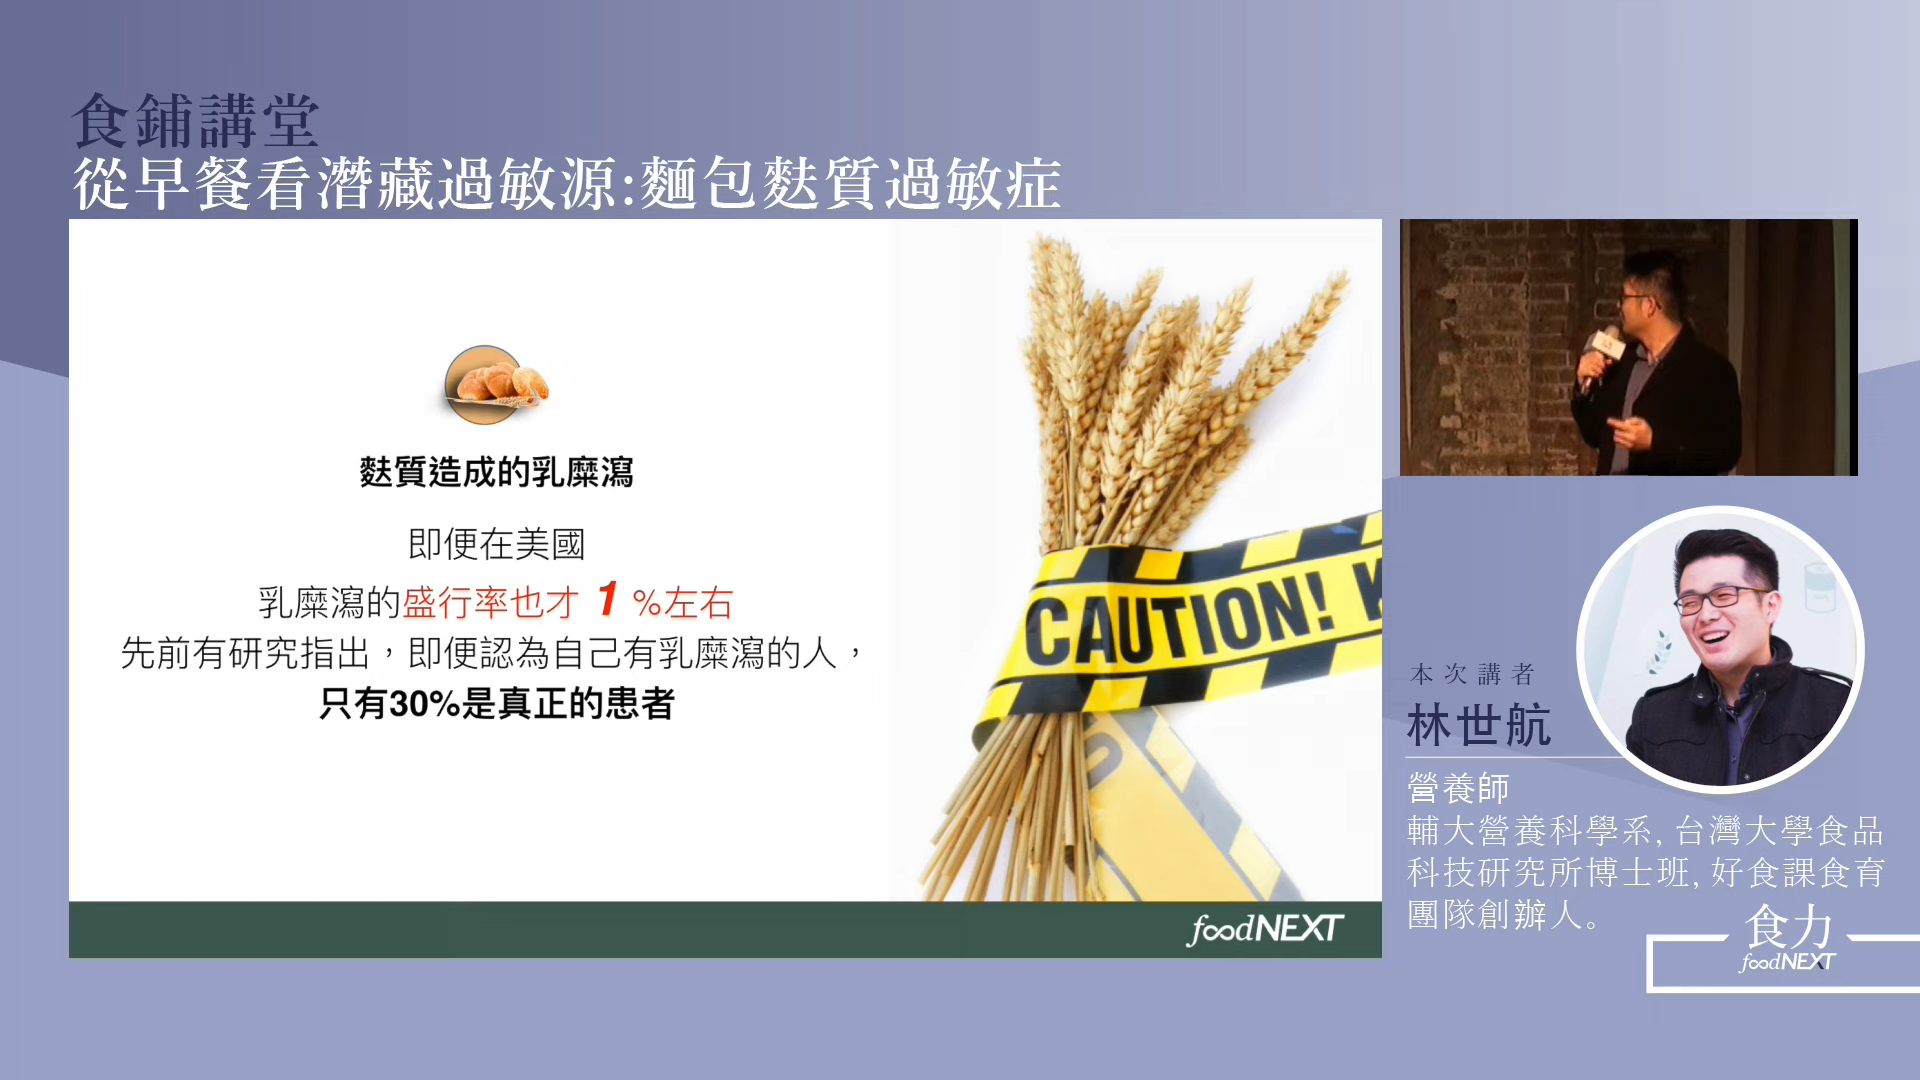 食鋪講堂
從早餐看潛藏過敏源:麵包麩質過敏症
麩質造成的乳糜瀉
即便在美國
乳糜瀉的盛行率也才 1 %左右
先前有研究指出，即便認為自己有乳糜瀉的人，
只有30%是真正的患者
CAUTION!
foodNEXT
本次講者
林世航
營養師
輔大營養科學系, 台灣大學食品
科技研究所博士班, 好食課食育
團隊創辦人。
食力
foodNEXT